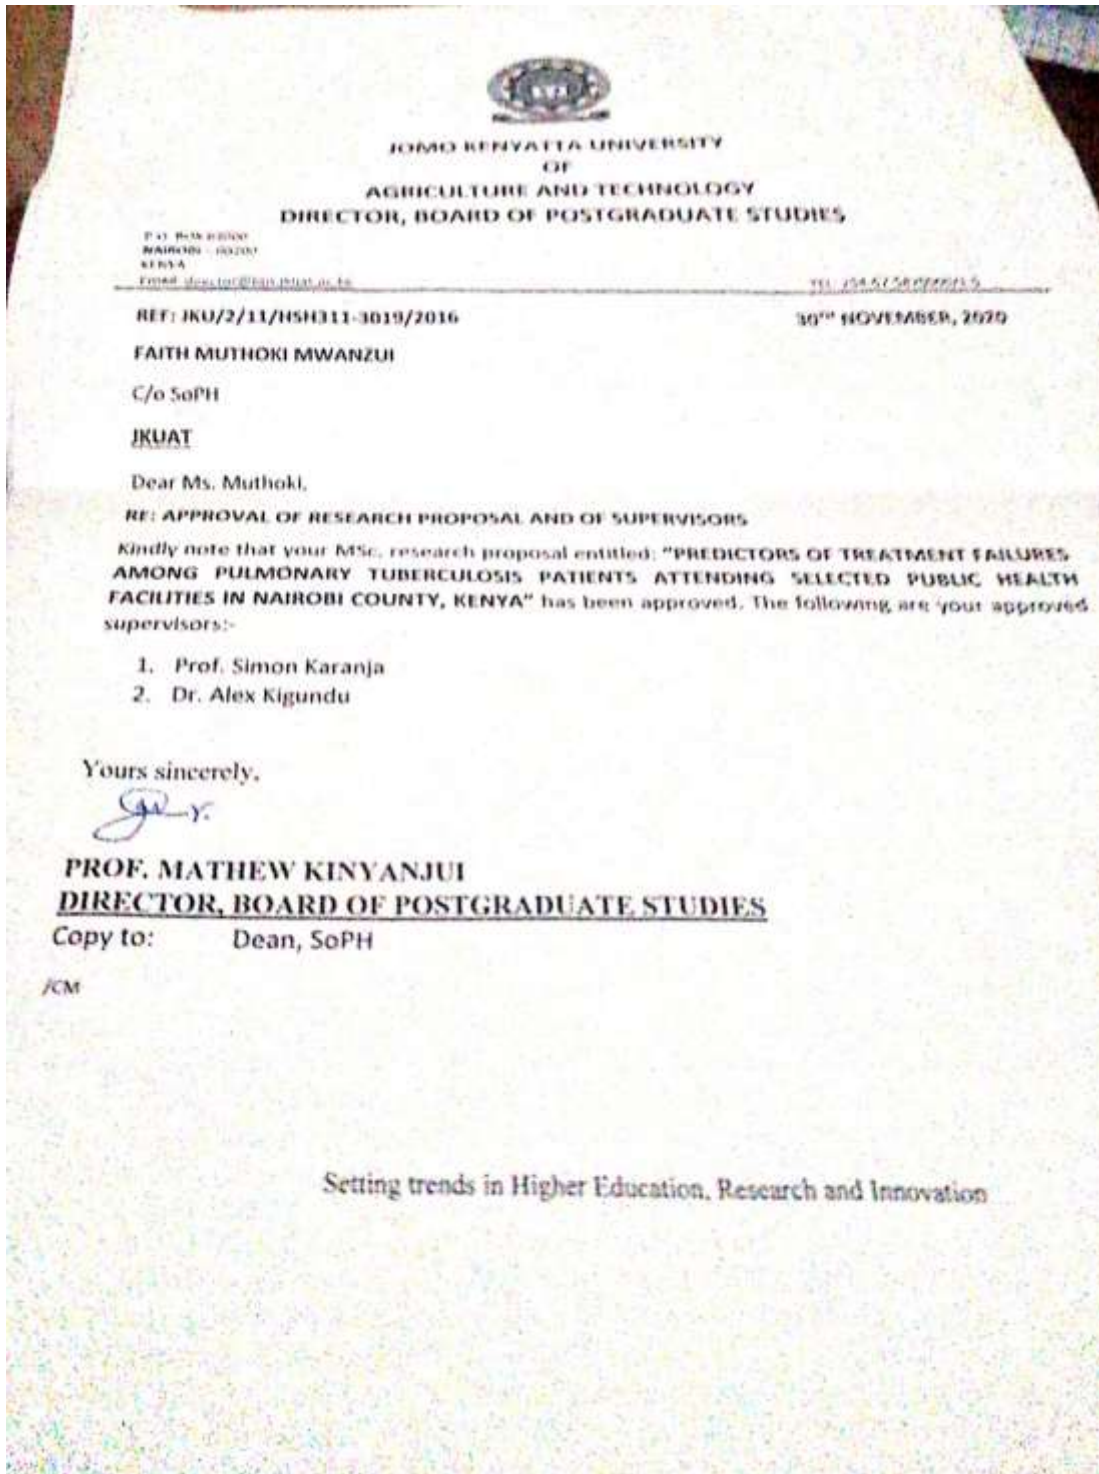 JOMO KENYATTA UNIVERSITY
OF
AGRICULTURE AND TECHNOLOGY
DIRECTOR, BOARD OF POSTGRADUATE STUDIES
P.O. BOX
NAIROBI - 00200
KENYA
Email:
TEL:
REF: JKU/2/11/HSH311-3019/2016
30TH NOVEMBER, 2020
FAITH MUTHOKI MWANZUI
C/o SoPH
JKUAT
Dear Ms. Muthoki,
RE: APPROVAL OF RESEARCH PROPOSAL AND OF SUPERVISORS
Kindly note that your MSc. research proposal entitled: "PREDICTORS OF TREATMENT FAILURES
AMONG PULMONARY TUBERCULOSIS PATIENTS ATTENDING SELECTED PUBLIC HEALTH
FACILITIES IN NAIROBI COUNTY, KENYA" has been approved. The following are your approved
supervisors:-
1. Prof. Simon Karanja
2. Dr. Alex Kigundu
Yours sincerely,
PROF. MATHEW KINYANJUI
DIRECTOR, BOARD OF POSTGRADUATE STUDIES
Copy to: Dean, SoPH
/CM
Setting trends in Higher Education, Research and Innovation